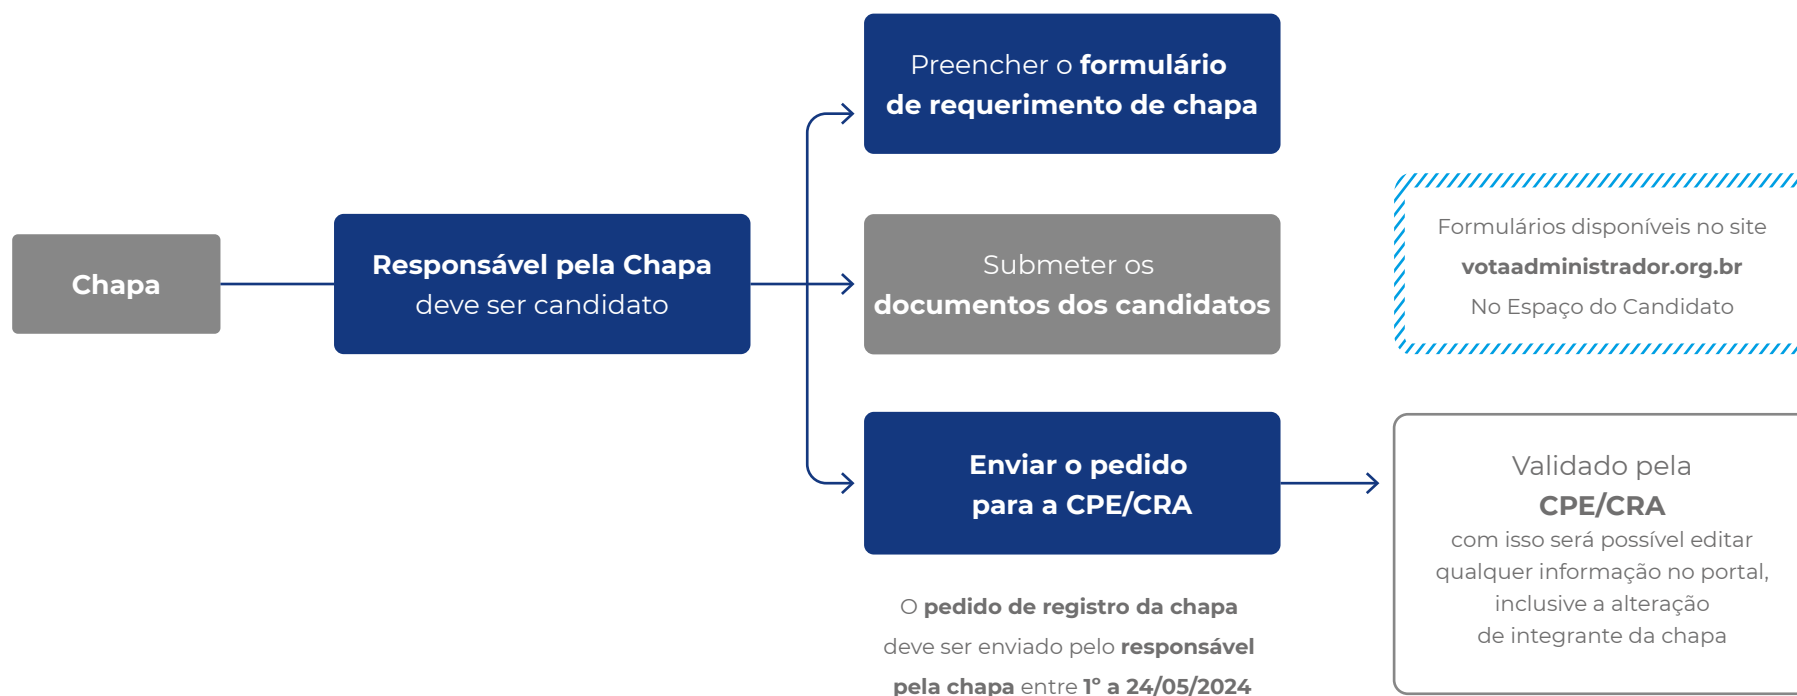 Chapa
Responsável pela Chapa
deve ser candidato
Preencher o formulário
de requerimento de chapa
Submeter os
documentos dos candidatos
Enviar o pedido
para a CPE/CRA
O pedido de registro da chapa
deve ser enviado pelo responsável
pela chapa entre 1º a 24/05/2024
Formulários disponíveis no site
votaadministrador.org.br
No Espaço do Candidato
Validado pela
CPE/CRA
com isso será possível editar
qualquer informação no portal,
inclusive a alteração
de integrante da chapa